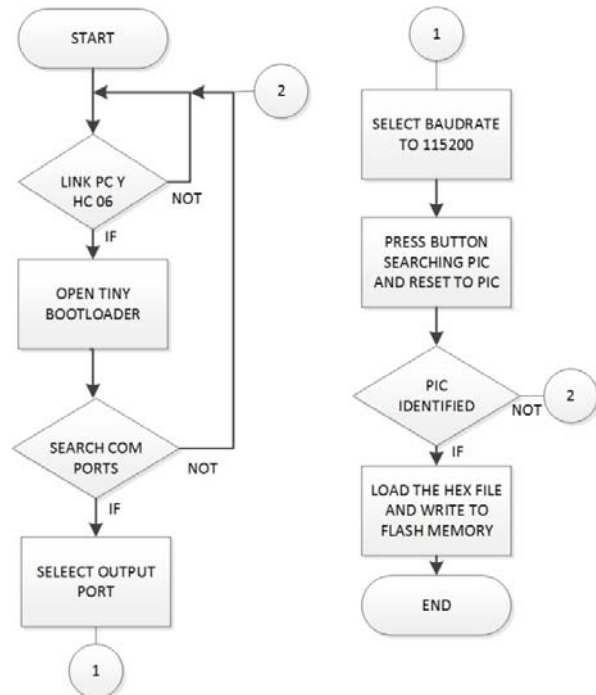 START
2
LINK PC Y
HC 06
NOT
IF
OPEN TINY
BOOTLOADER
SEARCH COM
PORTS
NOT
IF
SELEECT OUTPUT
PORT
1
1
SELECT BAUDRATE
TO 115200
PRESS BUTTON
SEARCHING PIC
AND RESET TO PIC
PIC
IDENTIFIED
NOT
2
IF
LOAD THE HEX FILE
AND WRITE TO
FLASH MEMORY
END